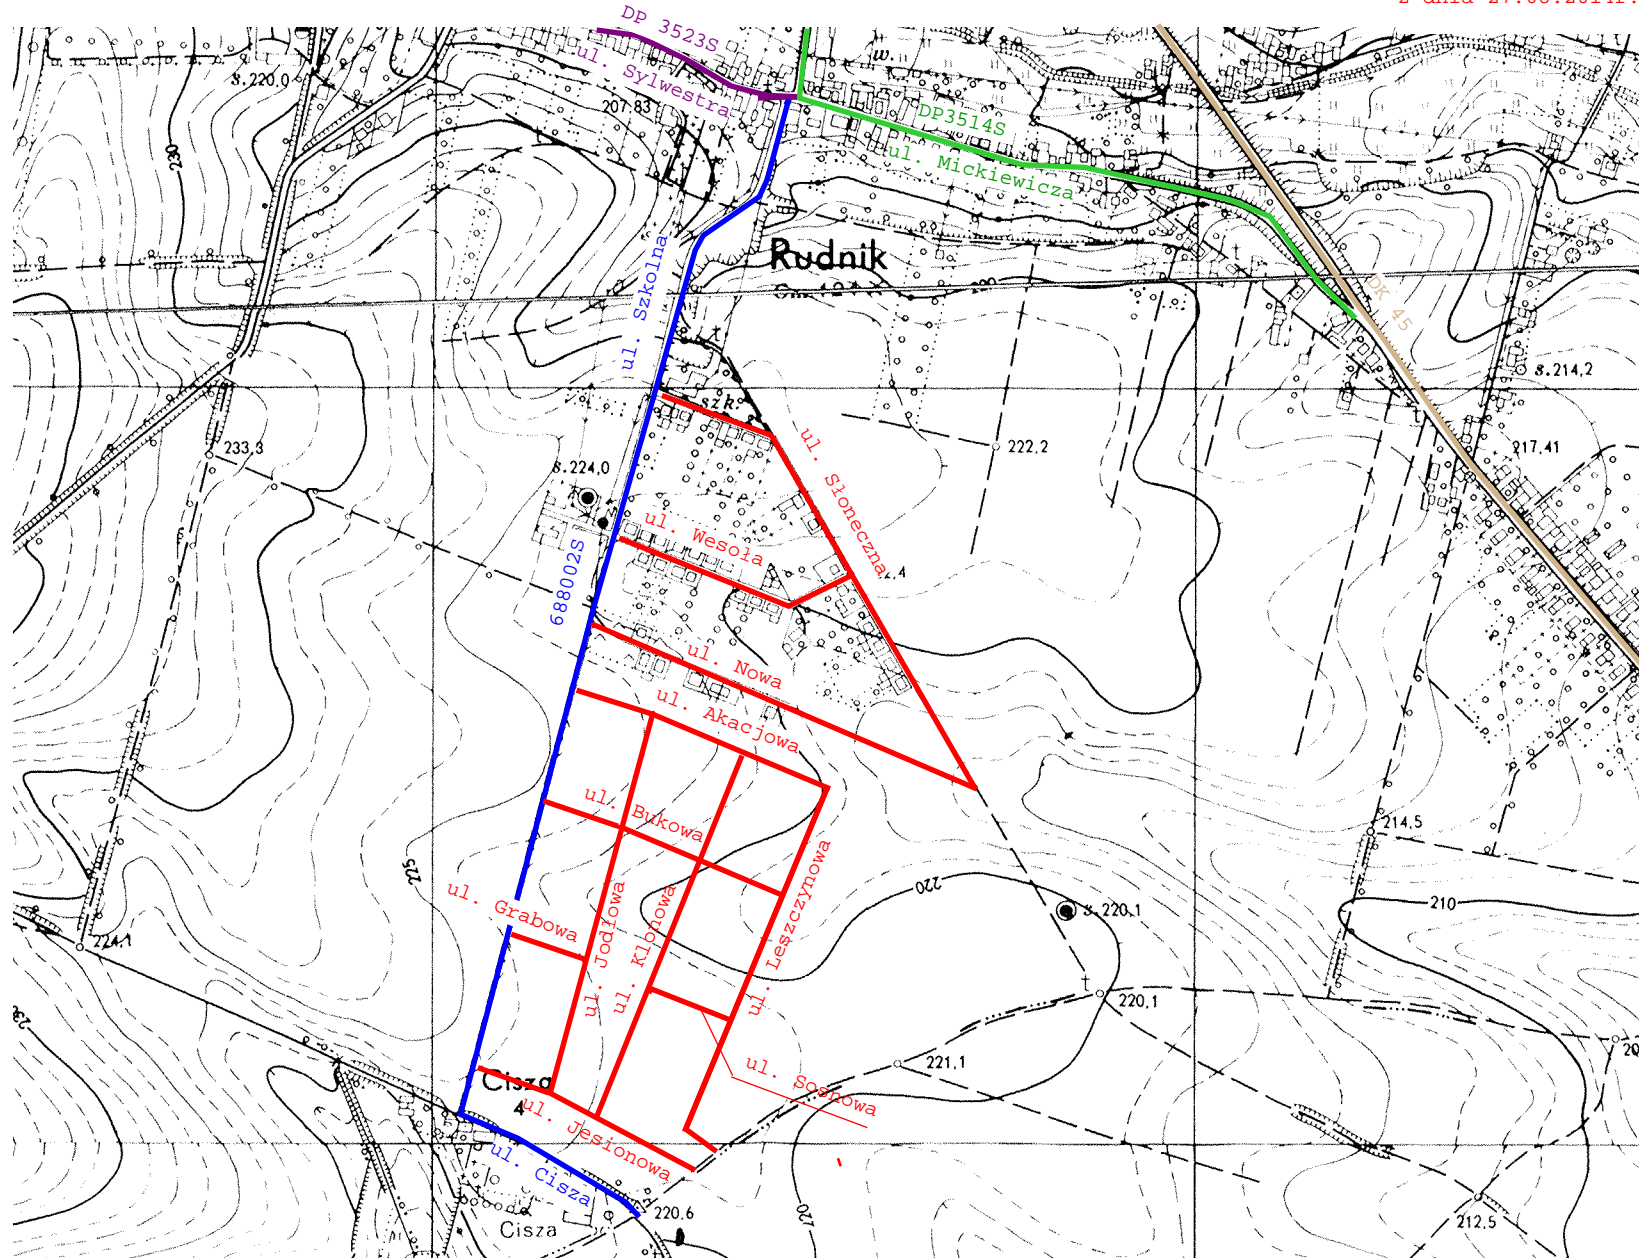 z dnia 27.08.2014r.
DP 3523S
ul. Sylwestra
w.
s.220.0
207.83
DP3514S
ul. Mickiewicza
230
Rudnik
ul. Szkolna
DK 45
s.214,2
szk.
233,3
222,2
217.41
s.224,0
ul. Słoneczna
ul. Wesoła
688002S
ul. Nowa
ul. Akacjowa
ul. Bukowa
214,5
225
220
ul. Grabowa
ul. Jodłowa
ul. Klonowa
ul. Leszczynowa
s.220.1
210
224,1
220,1
221,1
ul. Sosnowa
Cisza
4
ul. Jesionowa
ul. Cisza
Cisza
220,6
220
212,5